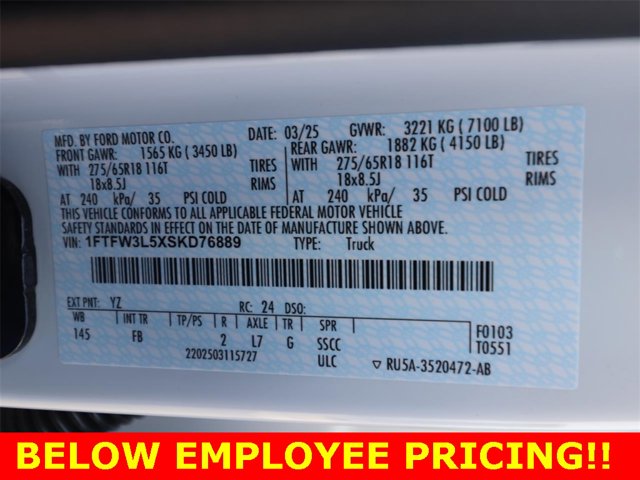 MFD. BY FORD MOTOR CO. DATE: 03/25 GVWR: 3221 KG ( 7100 LB)
FRONT GAWR: 1565 KG ( 3450 LB) REAR GAWR: 1882 KG ( 4150 LB)
WITH 275/65R18 116T TIRES WITH 275/65R18 116T TIRES
18x8.5J RIMS 18x8.5J RIMS
AT 240 kPa/ 35 PSI COLD AT 240 kPa/ 35 PSI COLD
THIS VEHICLE CONFORMS TO ALL APPLICABLE FEDERAL MOTOR VEHICLE
SAFETY STANDARDS IN EFFECT ON THE DATE OF MANUFACTURE SHOWN ABOVE.
VIN: 1FTFW3L5XSKD76889 TYPE: Truck
EXT PNT: YZ RC: 24 DSO:
WB INT TR TP/PS R AXLE TR SPR F0103
145 FB 2 L7 G SSCC T0551
2202503115727 ULC ▽ RU5A-3520472-AB
BELOW EMPLOYEE PRICING!!